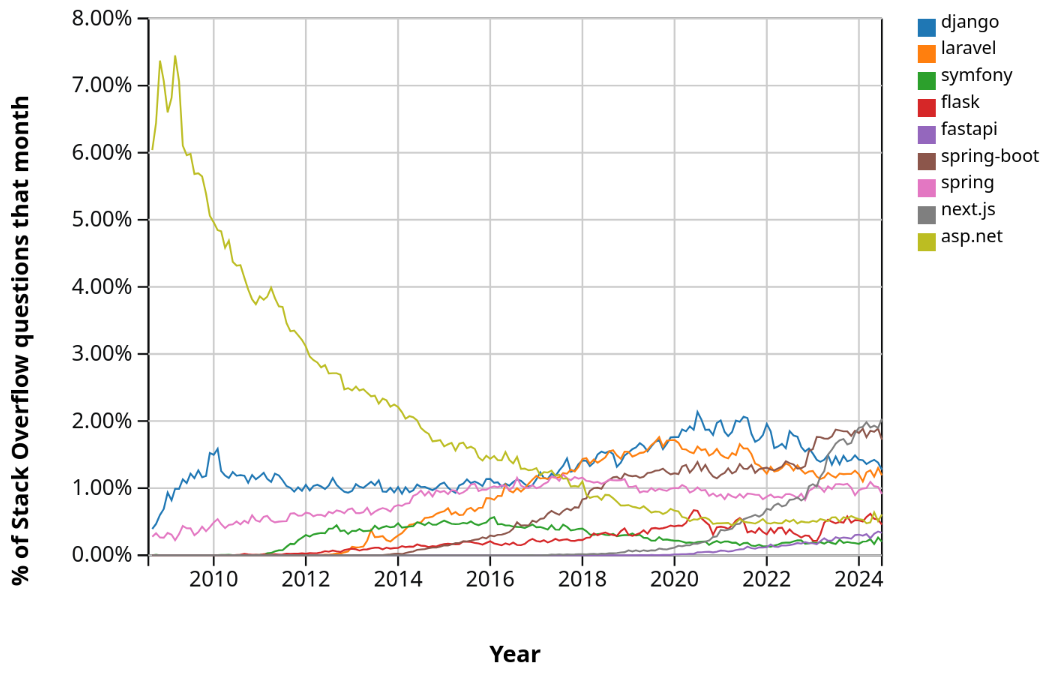 % of Stack Overflow questions that month
8.00%
7.00%
6.00%
5.00%
4.00%
3.00%
2.00%
1.00%
0.00%
2010 2012 2014 2016 2018 2020 2022 2024
Year
django
laravel
symfony
flask
fastapi
spring-boot
spring
next.js
asp.net